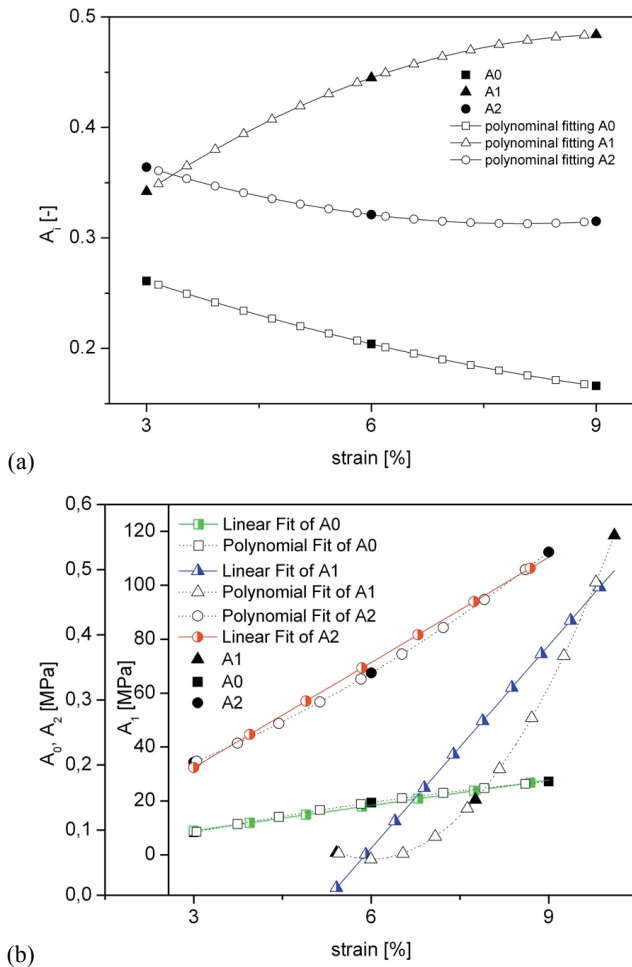 0.5
0.4
0.3
0.2
A_i [-]
A0
A1
A2
polynominal fitting A0
polynominal fitting A1
polynominal fitting A2
3 6 9
strain [%]
(a)
0,6
0,5
0,4
0,3
0,2
0,1
0,0
A_0, A_2 [MPa]
120
100
80
60
40
20
0
A_1 [MPa]
Linear Fit of A0
Polynomial Fit of A0
Linear Fit of A1
Polynomial Fit of A1
Polynomial Fit of A2
Linear Fit of A2
A1
A0
A2
3 6 9
strain [%]
(b)